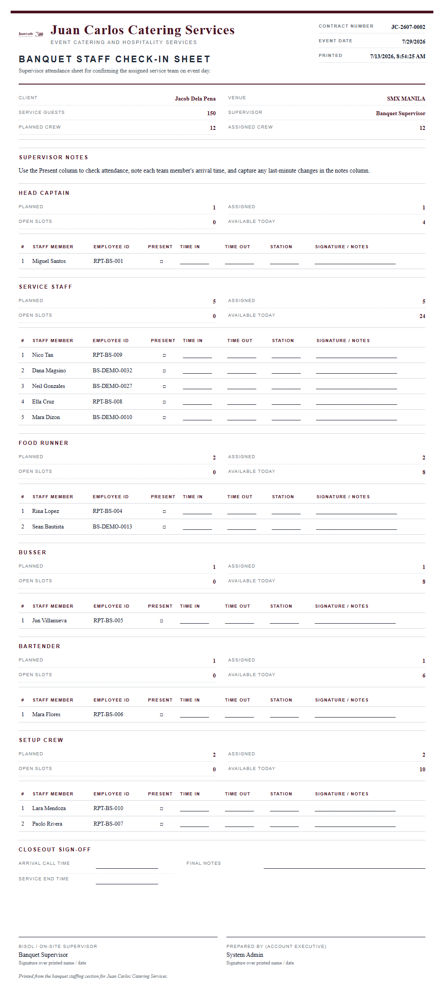 Juan Carlo 30
Juan Carlos Catering Services
EVENT CATERING AND HOSPITALITY SERVICES
BANQUET STAFF CHECK-IN SHEET
Supervisor attendance sheet for confirming the assigned service team on event day.
CONTRACT NUMBER JC-2607-0002
EVENT DATE 7/29/2026
PRINTED 7/13/2026, 8:54:25 AM
CLIENT Jacob Dela Pena VENUE SMX MANILA
SERVICE GUESTS 150 SUPERVISOR Banquet Supervisor
PLANNED CREW 12 ASSIGNED CREW 12
SUPERVISOR NOTES
Use the Present column to check attendance, note each team member's arrival time, and capture any last-minute changes in the notes column.
HEAD CAPTAIN
PLANNED 1 ASSIGNED 1
OPEN SLOTS 0 AVAILABLE TODAY 4
# STAFF MEMBER EMPLOYEE ID PRESENT TIME IN TIME OUT STATION SIGNATURE / NOTES
1 Miguel Santos RPT-BS-001 □
SERVICE STAFF
PLANNED 5 ASSIGNED 5
OPEN SLOTS 0 AVAILABLE TODAY 24
# STAFF MEMBER EMPLOYEE ID PRESENT TIME IN TIME OUT STATION SIGNATURE / NOTES
1 Nico Tan RPT-BS-009 □
2 Dana Magsino BS-DEMO-0032 □
3 Neil Gonzales BS-DEMO-0027 □
4 Ella Cruz RPT-BS-008 □
5 Mara Dizon BS-DEMO-0010 □
FOOD RUNNER
PLANNED 2 ASSIGNED 2
OPEN SLOTS 0 AVAILABLE TODAY 8
# STAFF MEMBER EMPLOYEE ID PRESENT TIME IN TIME OUT STATION SIGNATURE / NOTES
1 Rina Lopez RPT-BS-004 □
2 Sean Bautista BS-DEMO-0013 □
BUSSER
PLANNED 1 ASSIGNED 1
OPEN SLOTS 0 AVAILABLE TODAY 8
# STAFF MEMBER EMPLOYEE ID PRESENT TIME IN TIME OUT STATION SIGNATURE / NOTES
1 Jun Villanueva RPT-BS-005 □
BARTENDER
PLANNED 1 ASSIGNED 1
OPEN SLOTS 0 AVAILABLE TODAY 6
# STAFF MEMBER EMPLOYEE ID PRESENT TIME IN TIME OUT STATION SIGNATURE / NOTES
1 Mara Flores RPT-BS-006 □
SETUP CREW
PLANNED 2 ASSIGNED 2
OPEN SLOTS 0 AVAILABLE TODAY 10
# STAFF MEMBER EMPLOYEE ID PRESENT TIME IN TIME OUT STATION SIGNATURE / NOTES
1 Lara Mendoza RPT-BS-010 □
2 Paolo Rivera RPT-BS-007 □
CLOSEOUT SIGN-OFF
ARRIVAL CALL TIME FINAL NOTES
SERVICE END TIME
BISOL / ON-SITE SUPERVISOR PREPARED BY (ACCOUNT EXECUTIVE)
Banquet Supervisor System Admin
Signature over printed name / date Signature over printed name / date
Printed from the banquet staffing section for Juan Carlos Catering Services.